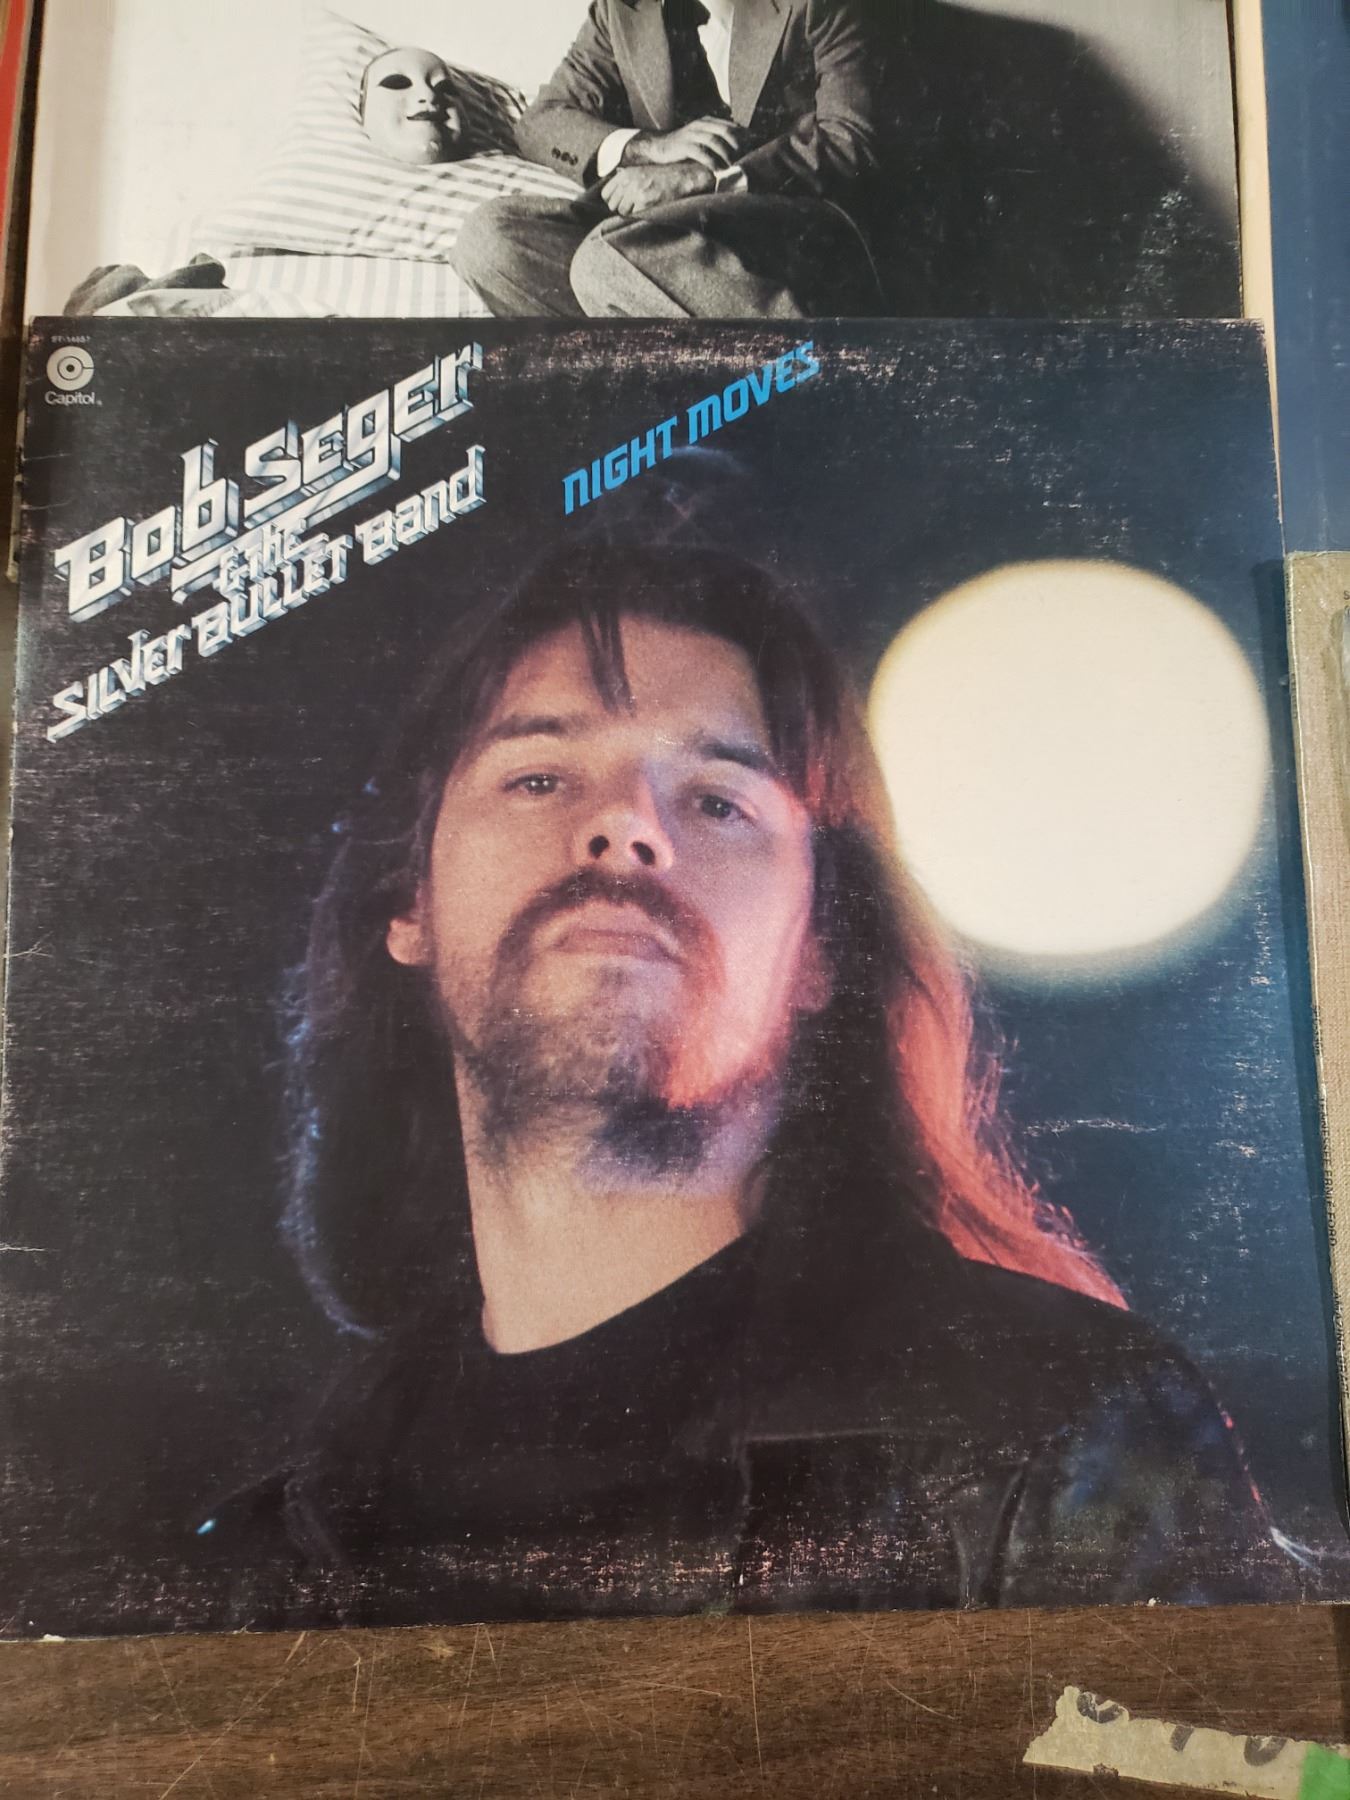 Capitol
Bob Seger
& The
Silver Bullet Band
NIGHT MOVES